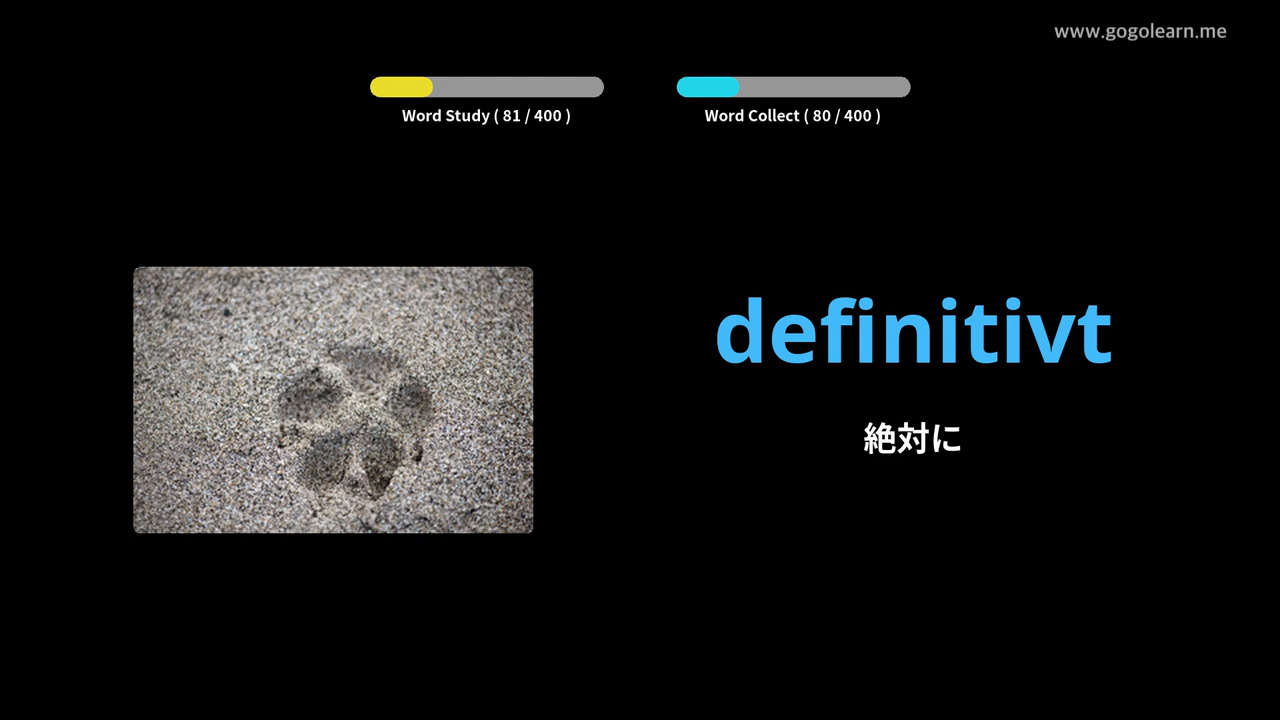 www.gogolearn.me
Word Study ( 81 / 400 )
Word Collect ( 80 / 400 )
definitivt
絶対に